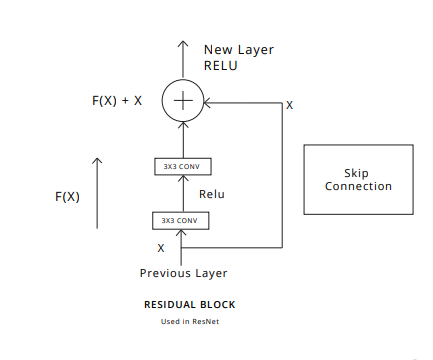 New Layer
RELU
F(X) + X
X
3X3 CONV
Skip
Connection
F(X)
Relu
3X3 CONV
X
Previous Layer
RESIDUAL BLOCK
Used in ResNet